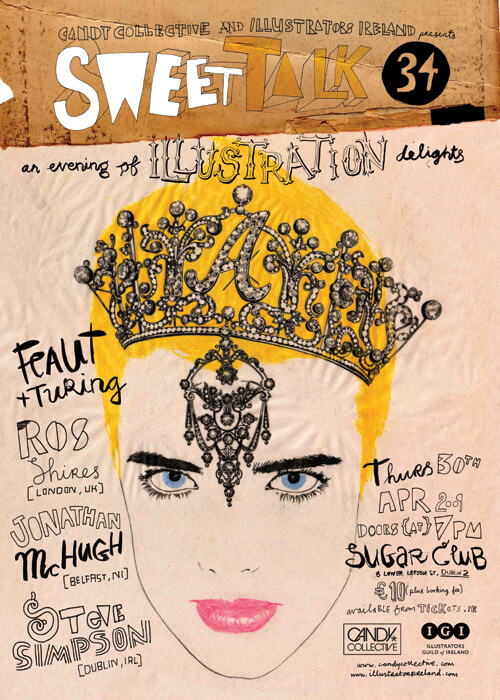 CANDY COLLECTIVE AND ILLUSTRATORS IRELAND presents
SWEET TALK 34
an evening of ILLUSTRATION delights
A
FEAUT
+TURING
ROS
Shires
[LONDON, UK]
JONATHAN
McHUGH
[BELFAST, NI]
STEVE
SIMPSON
[DUBLIN, IRL]
THURS 30TH
APR 2009
DOORS {AT} 7PM
SUGAR CLUB
8 LOWER LEESON ST, DUBLIN 2
€10 (plus booking fee)
available from TICKETS.IE
CANDY
COLLECTIVE
IGI
ILLUSTRATORS
GUILD of IRELAND
www.candycollective.com
www.illustratorsireland.com